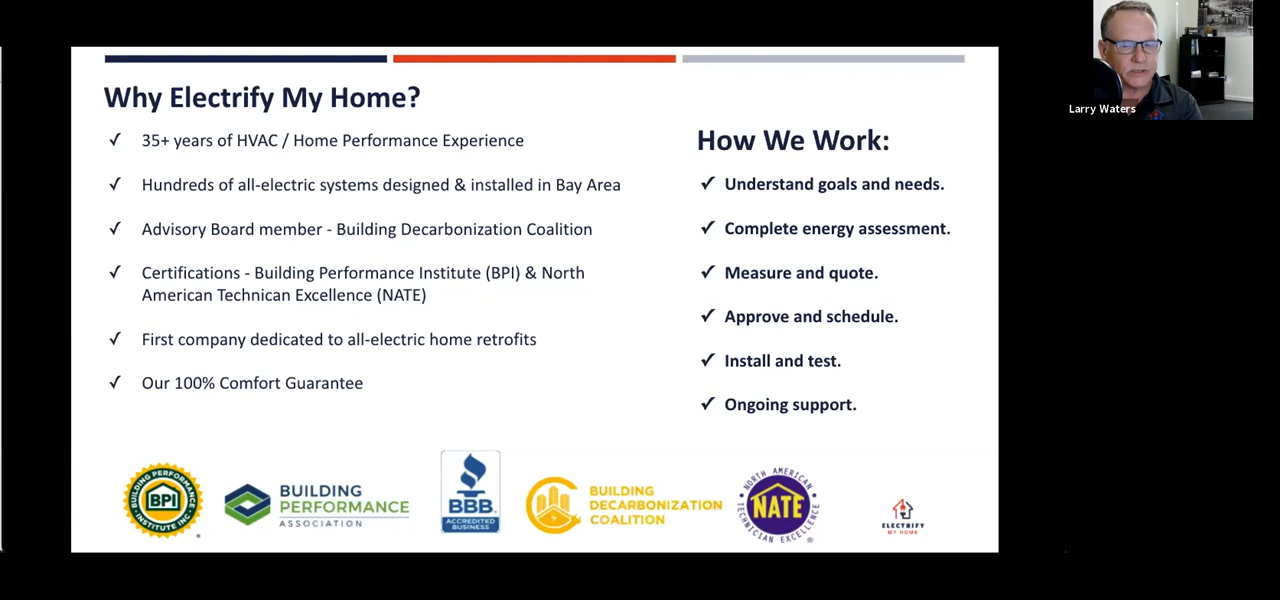 Why Electrify My Home?
✓ 35+ years of HVAC / Home Performance Experience
✓ Hundreds of all-electric systems designed & installed in Bay Area
✓ Advisory Board member - Building Decarbonization Coalition
✓ Certifications - Building Performance Institute (BPI) & North
American Technican Excellence (NATE)
✓ First company dedicated to all-electric home retrofits
✓ Our 100% Comfort Guarantee
How We Work:
✓ Understand goals and needs.
✓ Complete energy assessment.
✓ Measure and quote.
✓ Approve and schedule.
✓ Install and test.
✓ Ongoing support.
BUILDING PERFORMANCE
BPI
INSTITUTE INC.
®
BUILDING
PERFORMANCE
ASSOCIATION
BBB
ACCREDITED
BUSINESS
BUILDING
DECARBONIZATION
COALITION
NORTH AMERICAN
NATE
TECHNICIAN EXCELLENCE
®
ELECTRIFY
MY HOME
Larry Waters